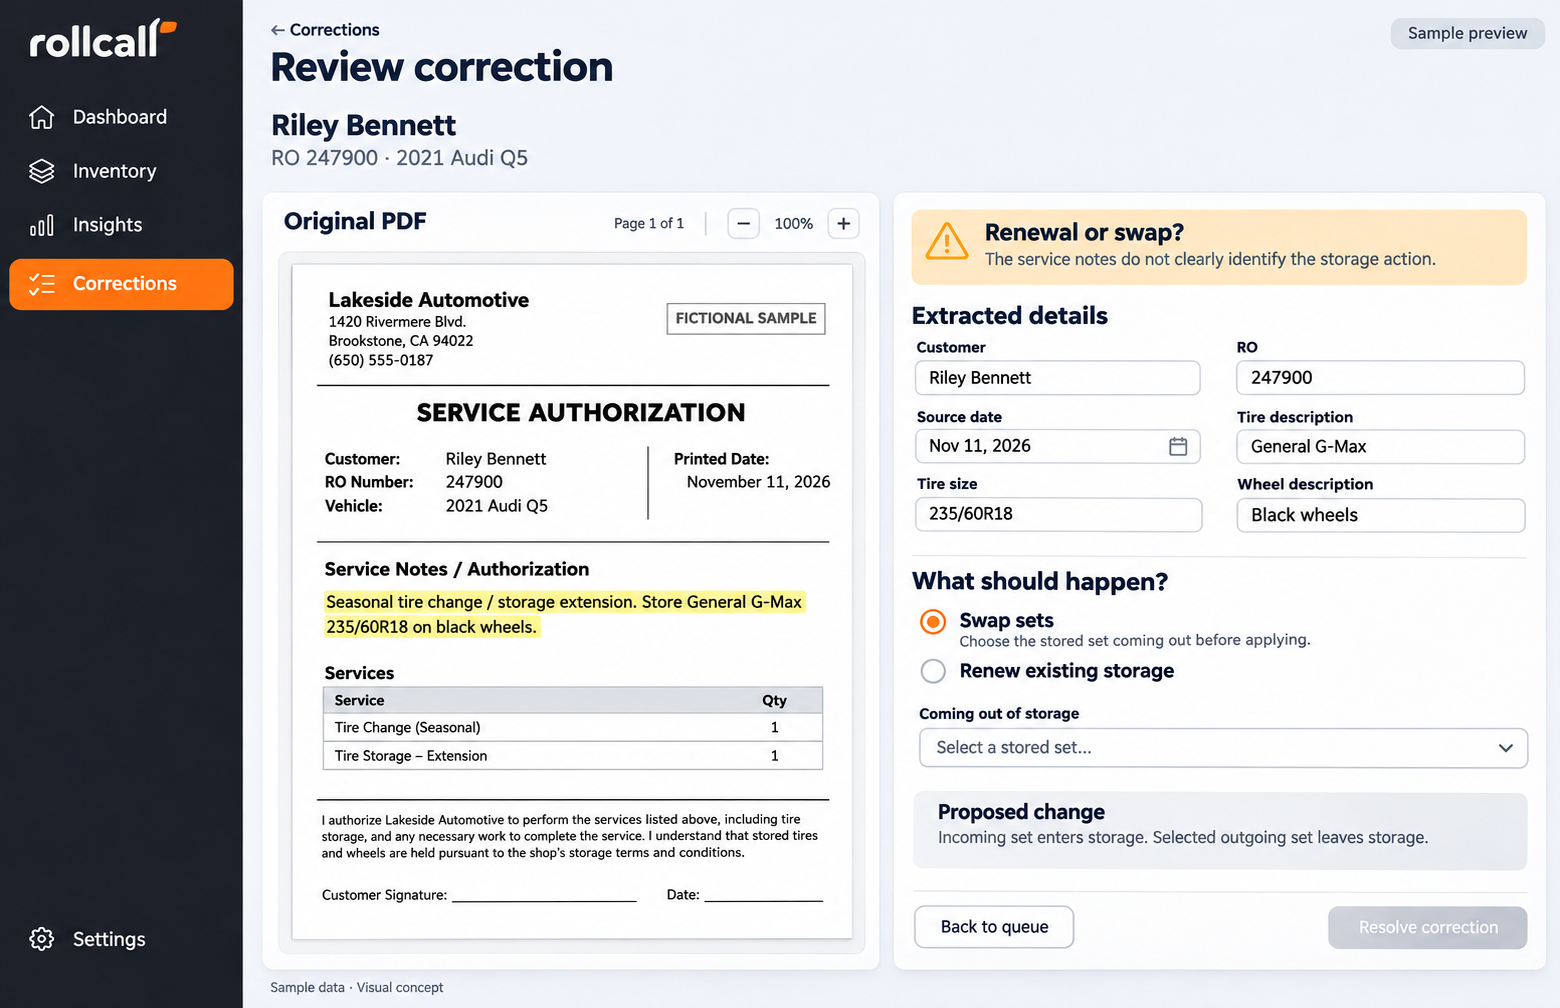 rollcall
Dashboard
Inventory
Insights
Corrections
Settings
← Corrections
Sample preview
Review correction
Riley Bennett
RO 247900 · 2021 Audi Q5
Original PDF
Page 1 of 1
100%
Lakeside Automotive
1420 Rivermere Blvd.
Brookstone, CA 94022
(650) 555-0187
FICTIONAL SAMPLE
SERVICE AUTHORIZATION
Customer: Riley Bennett
RO Number: 247900
Vehicle: 2021 Audi Q5
Printed Date:
November 11, 2026
Service Notes / Authorization
Seasonal tire change / storage extension. Store General G-Max
235/60R18 on black wheels.
Services
Service Qty
Tire Change (Seasonal) 1
Tire Storage – Extension 1
I authorize Lakeside Automotive to perform the services listed above, including tire
storage, and any necessary work to complete the service. I understand that stored tires
and wheels are held pursuant to the shop's storage terms and conditions.
Customer Signature: Date:
Renewal or swap?
The service notes do not clearly identify the storage action.
Extracted details
Customer
Riley Bennett
RO
247900
Source date
Nov 11, 2026
Tire description
General G-Max
Tire size
235/60R18
Wheel description
Black wheels
What should happen?
Swap sets
Choose the stored set coming out before applying.
Renew existing storage
Coming out of storage
Select a stored set...
Proposed change
Incoming set enters storage. Selected outgoing set leaves storage.
Back to queue
Resolve correction
Sample data · Visual concept